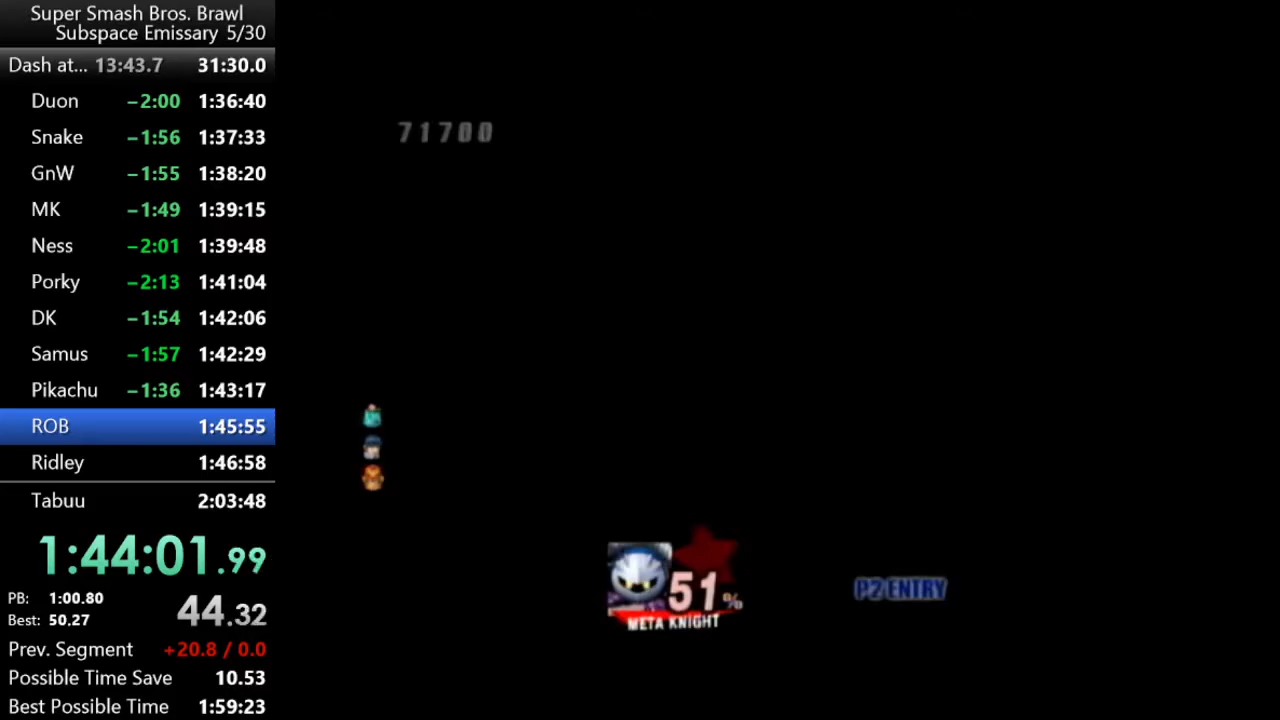 Super Smash Bros. Brawl
Subspace Emissary 5/30
Dash at... 13:43.7 31:30.0
Duon -2:00 1:36:40
Snake -1:56 1:37:33
GnW -1:55 1:38:20
MK -1:49 1:39:15
Ness -2:01 1:39:48
Porky -2:13 1:41:04
DK -1:54 1:42:06
Samus -1:57 1:42:29
Pikachu -1:36 1:43:17
ROB 1:45:55
Ridley 1:46:58
Tabuu 2:03:48
1:44:01.99
PB: 1:00.80
Best: 50.27
44.32
Prev. Segment +20.8 / 0.0
Possible Time Save 10.53
Best Possible Time 1:59:23
71700
51%
META KNIGHT
P2 ENTRY